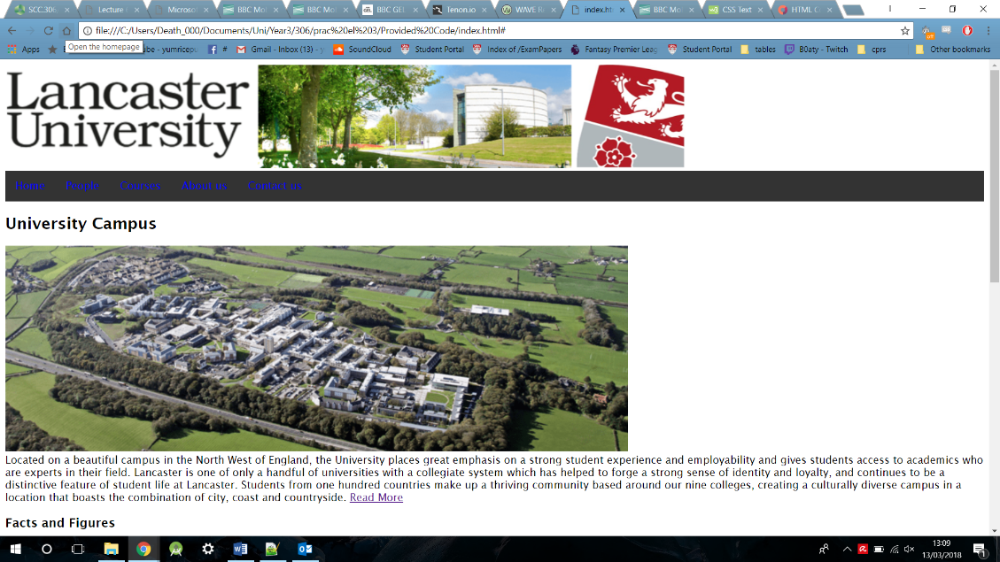 SCC.306
Lecture
Microsof
BBC Mo
BBC Mo
BBC GEL
Tenon.io
WAVE R
index.htm
BBC Mo
CSS Text
HTML C
file:///C:/Users/Death_000/Documents/Uni/Year3/306/prac%20el%203/Provided%20Code/index.html#
Open the homepage
Apps
be - yumricep
#
Gmail - Inbox (13) - y
SoundCloud
Student Portal
Index of /ExamPapers
Fantasy Premier Leag
Student Portal
tables
B0aty - Twitch
cprs
Other bookmarks
Lancaster
University
Home People Courses About us Contact us
University Campus
Located on a beautiful campus in the North West of England, the University places great emphasis on a strong student experience and employability and gives students access to academics who
are experts in their field. Lancaster is one of only a handful of universities with a collegiate system which has helped to forge a strong sense of identity and loyalty, and continues to be a
distinctive feature of student life at Lancaster. Students from one hundred countries make up a thriving community based around our nine colleges, creating a culturally diverse campus in a
location that boasts the combination of city, coast and countryside. Read More
Facts and Figures
13:09
13/03/2018